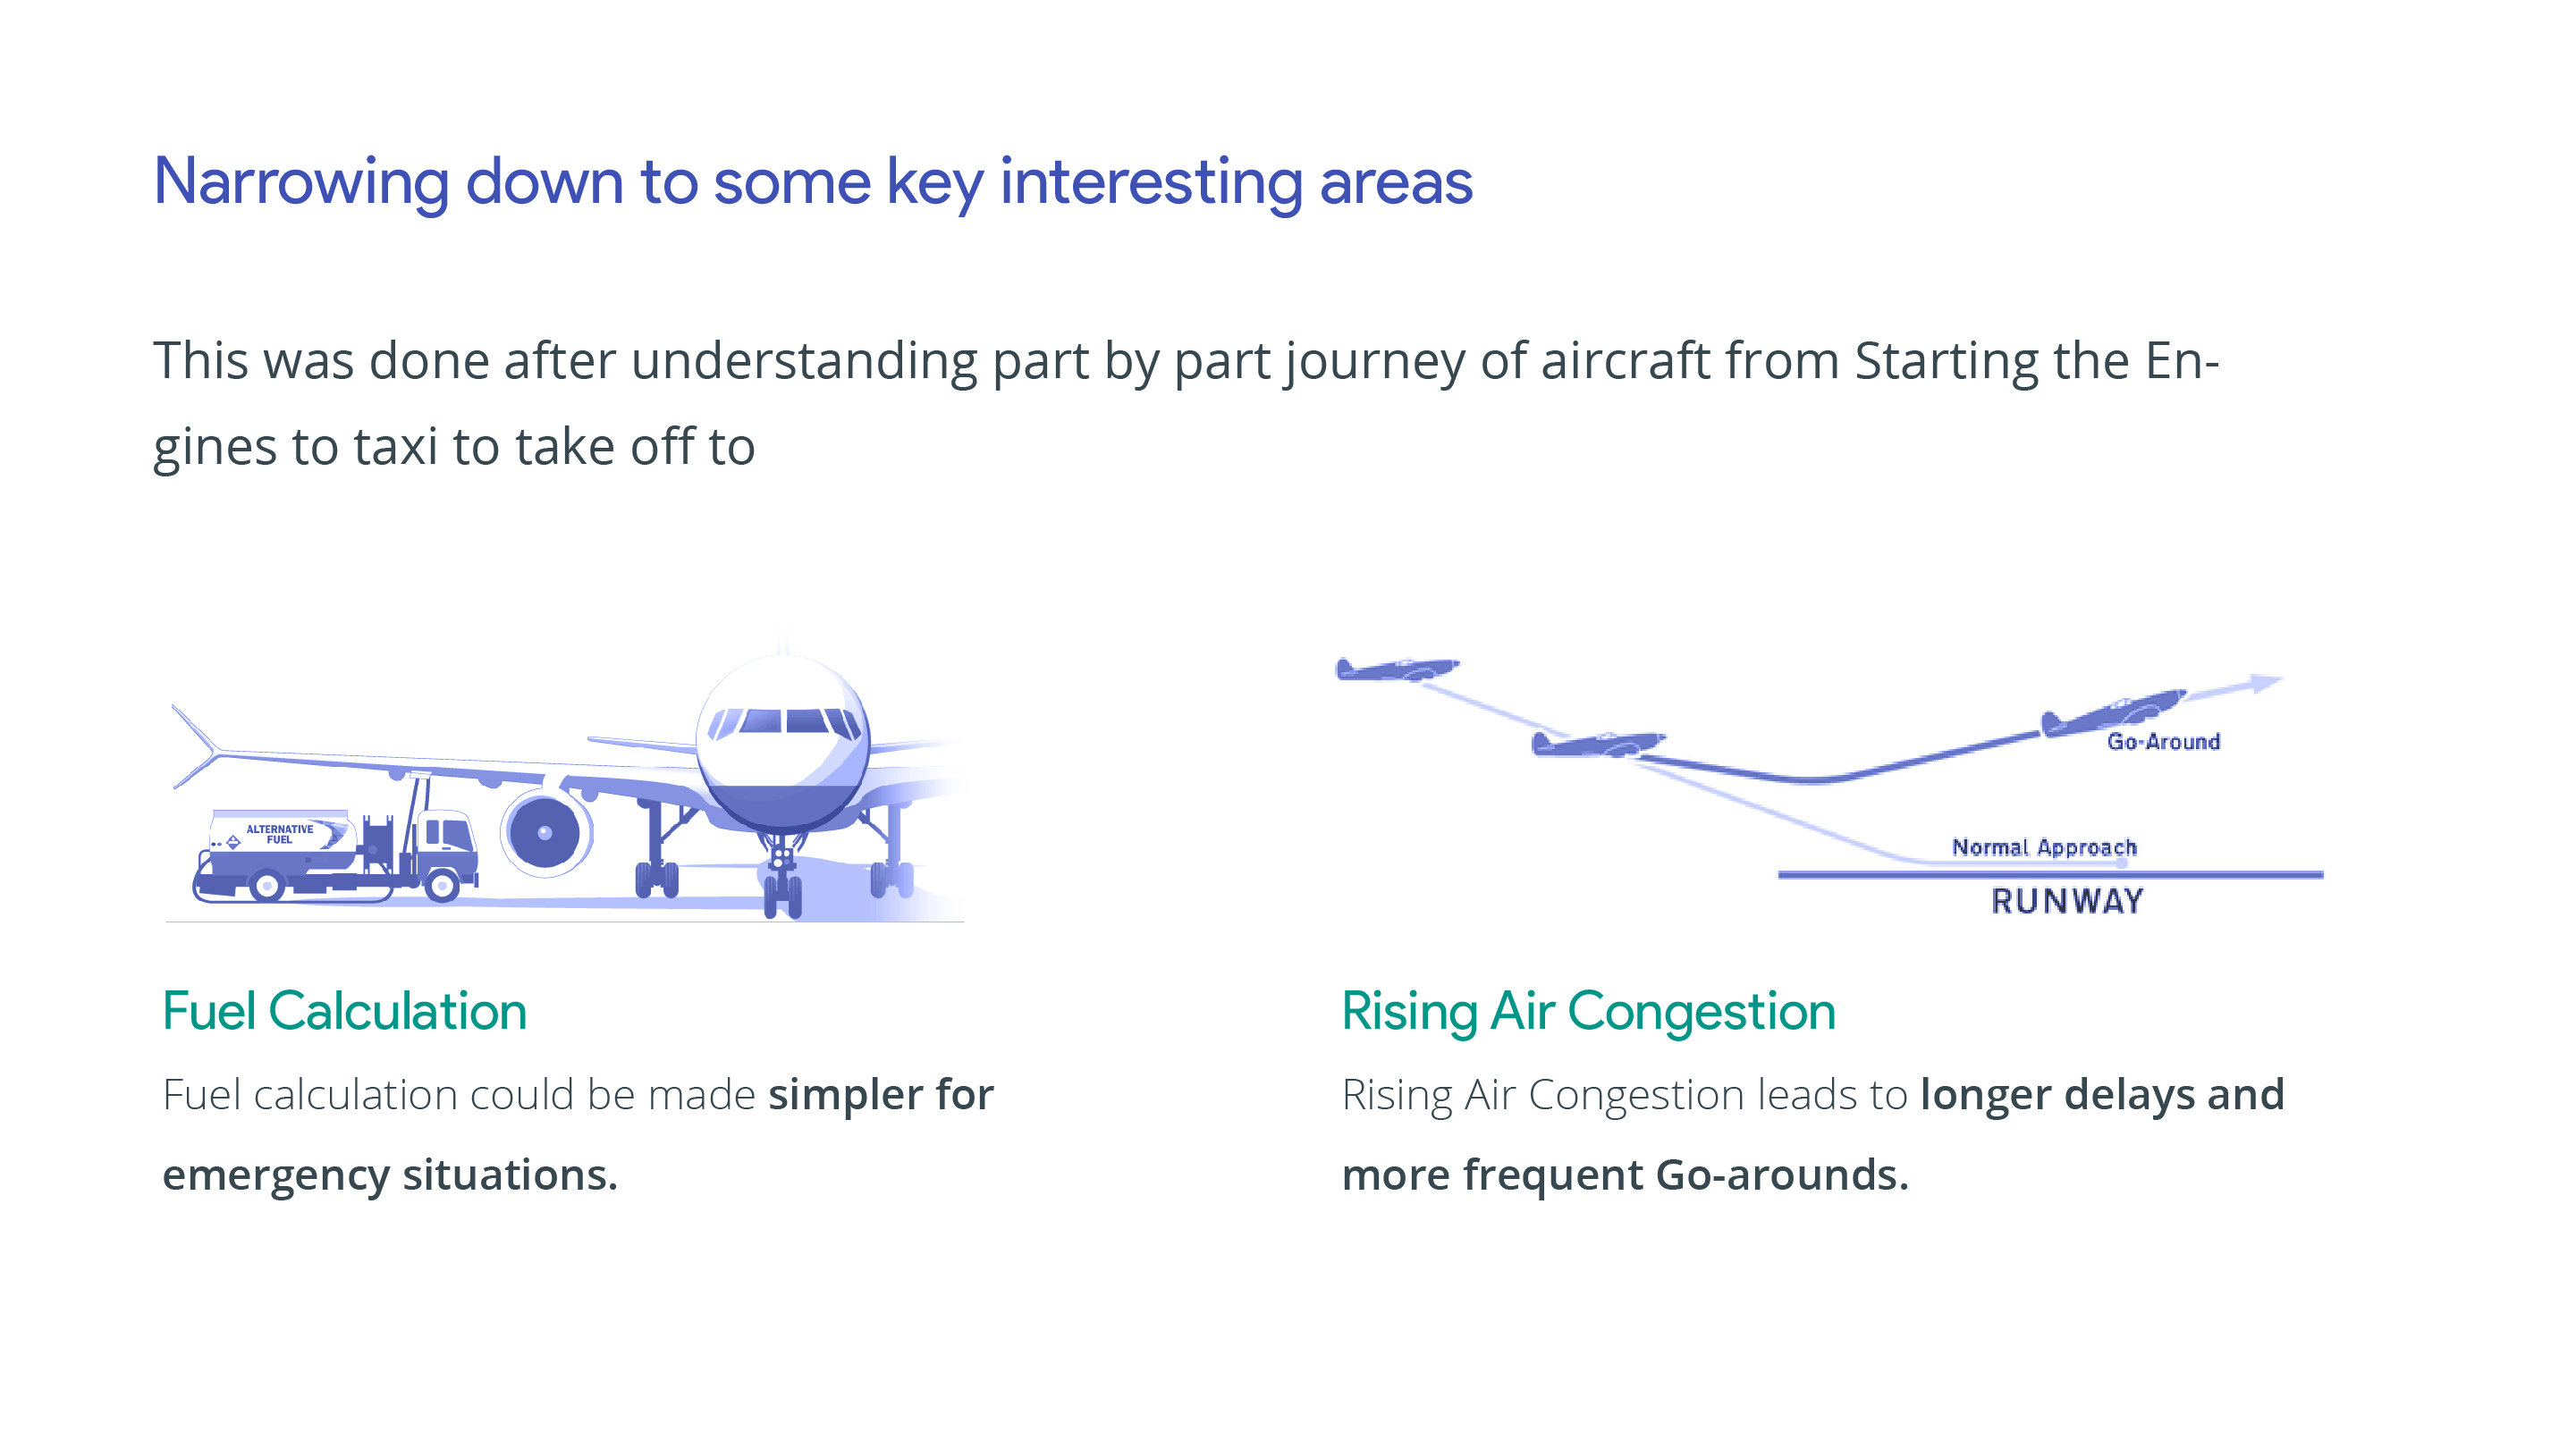 Narrowing down to some key interesting areas
This was done after understanding part by part journey of aircraft from Starting the En-
gines to taxi to take off to
ALTERNATIVE
FUEL
Go-Around
Normal Approach
RUNWAY
Fuel Calculation
Fuel calculation could be made simpler for
emergency situations.
Rising Air Congestion
Rising Air Congestion leads to longer delays and
more frequent Go-arounds.